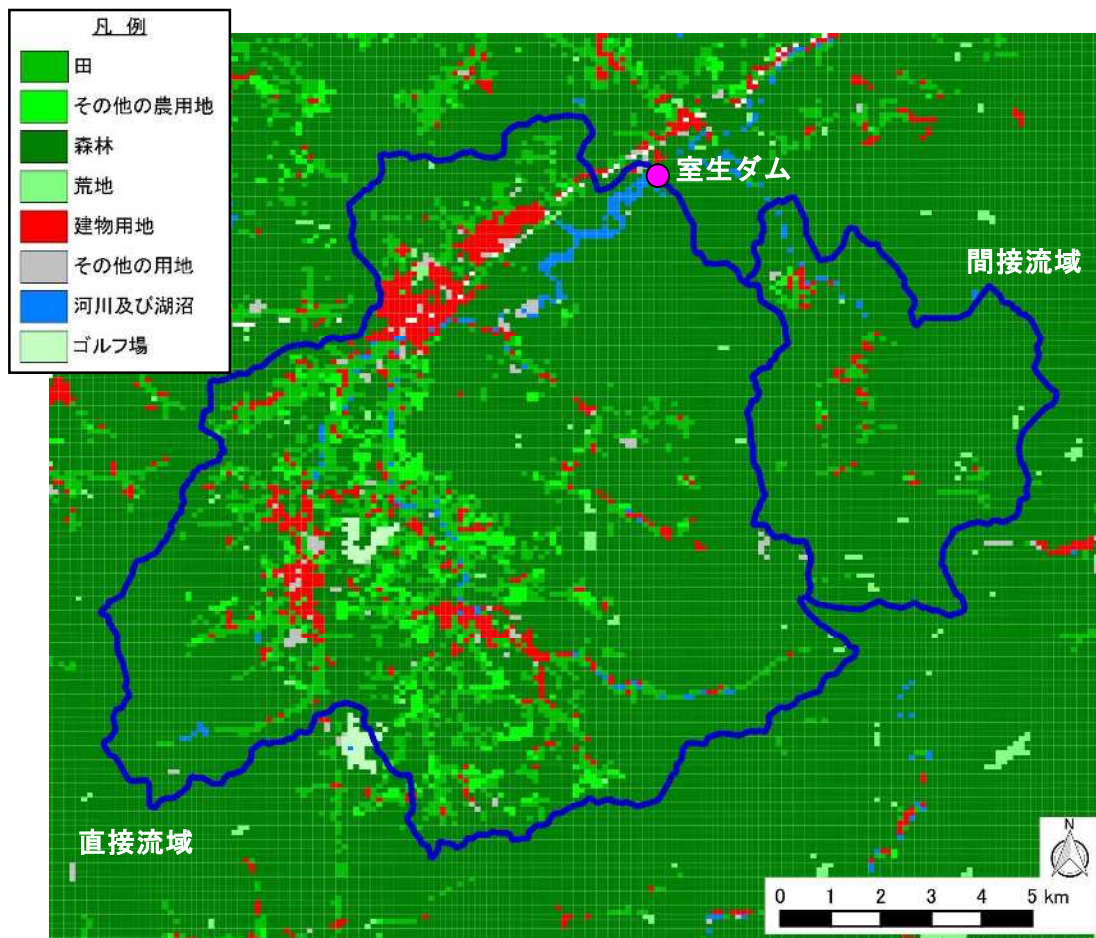 凡 例
田
その他の農用地
森林
荒地
建物用地
その他の用地
河川及び湖沼
ゴルフ場
室生ダム
間接流域
直接流域
N
0 1 2 3 4 5 km